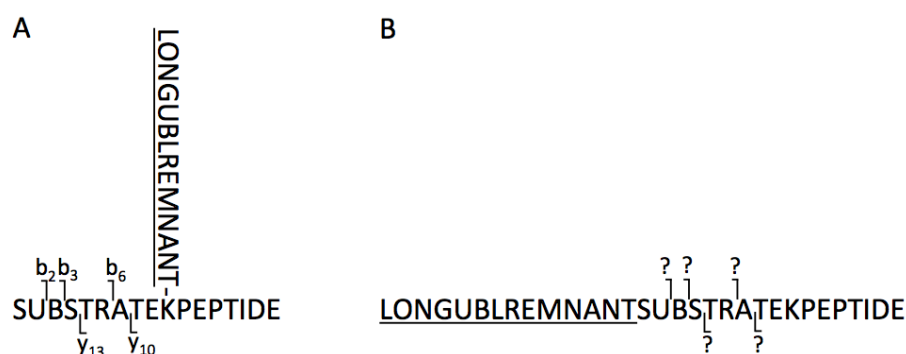 A
B
LONGUBLREMNANT
b2 b3 b6
? ? ?
SUBSTRATEKPEPTIDE
LONGUBLREMNANTSUBSTRATEKPEPTIDE
y13 y10
? ?